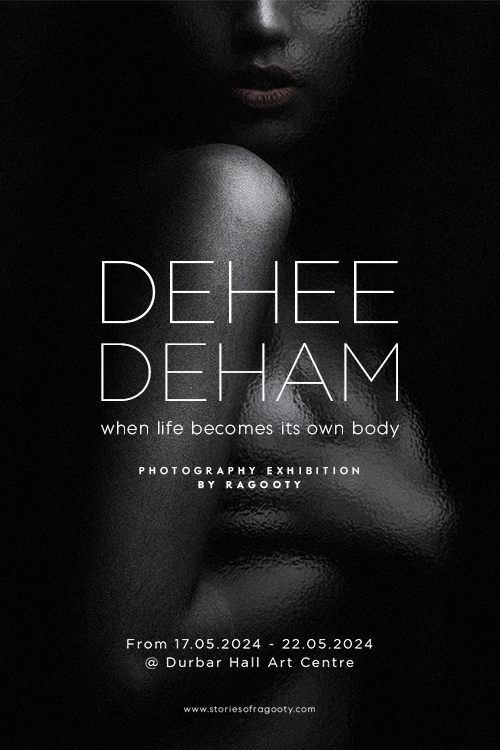 DEHEE
DEHAM
when life becomes its own body
PHOTOGRAPHY EXHIBITION
BY RAGOOTY
From 17.05.2024 - 22.05.2024
@ Durbar Hall Art Centre
www.storiesofragooty.com